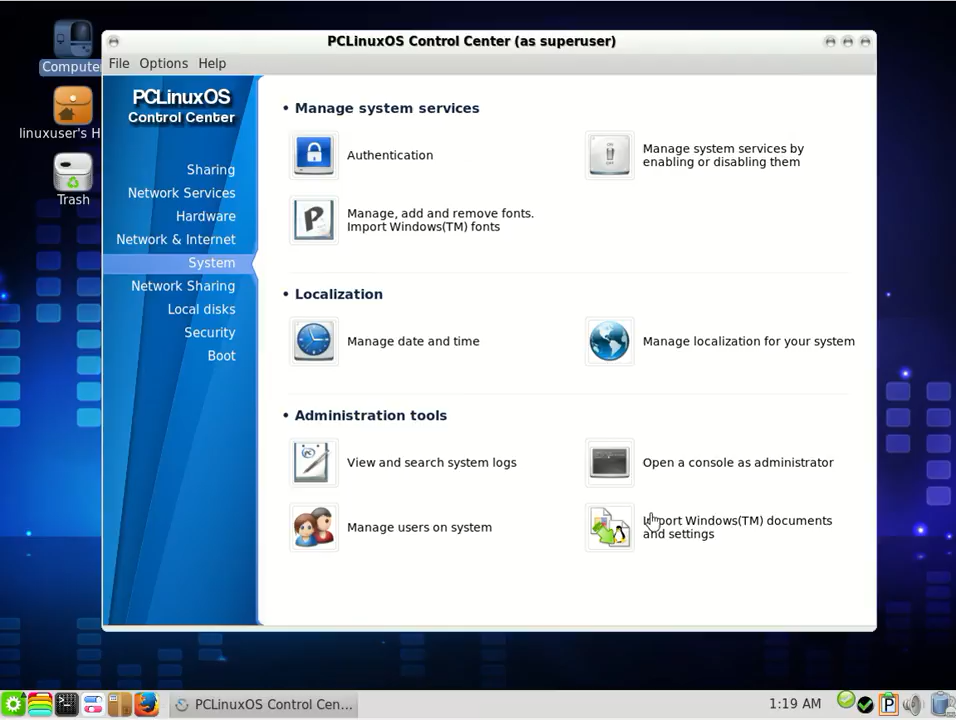 PCLinuxOS Control Center (as superuser)
File Options Help
Compute
linuxuser's H
Trash
PCLinuxOS
Control Center
Sharing
Network Services
Hardware
Network & Internet
System
Network Sharing
Local disks
Security
Boot
• Manage system services
Authentication
Manage system services by
enabling or disabling them
Manage, add and remove fonts.
Import Windows(TM) fonts
• Localization
Manage date and time
Manage localization for your system
• Administration tools
View and search system logs
Open a console as administrator
Manage users on system
Import Windows(TM) documents
and settings
PCLinuxOS Control Cen...
1:19 AM